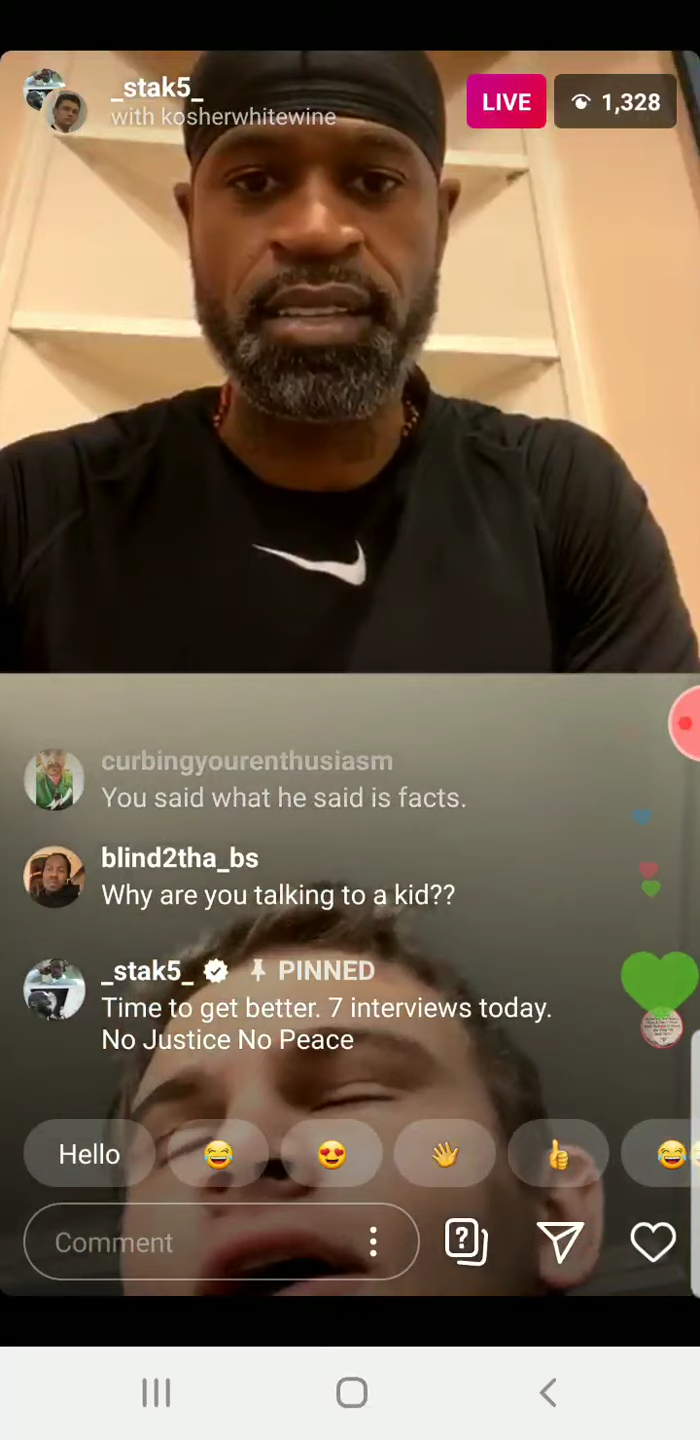 _stak5_
with kosherwhitewine
LIVE
1,328
curbingyourenthusiasm
You said what he said is facts.
blind2tha_bs
Why are you talking to a kid??
_stak5_ PINNED
Time to get better. 7 interviews today.
No Justice No Peace
Hello
Comment